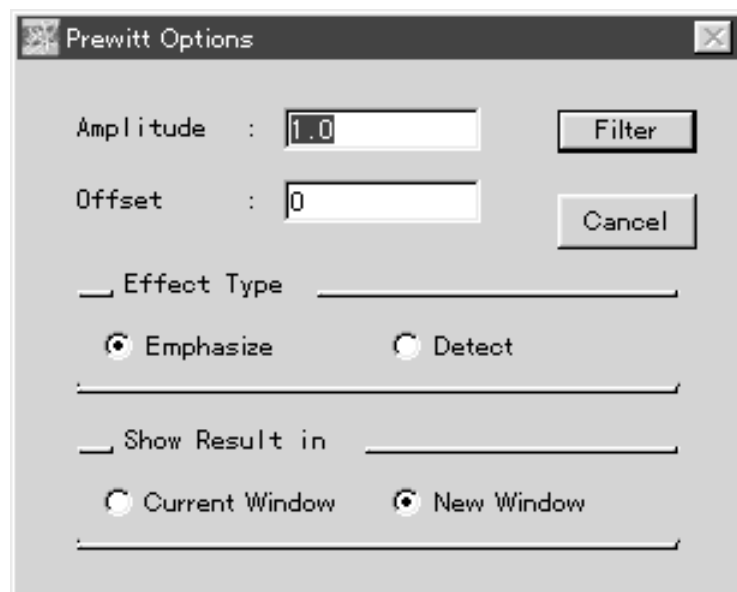 Prewitt Options
Amplitude : 1.0 Filter
Offset : 0
Cancel
Effect Type
Emphasize Detect
Show Result in
Current Window New Window